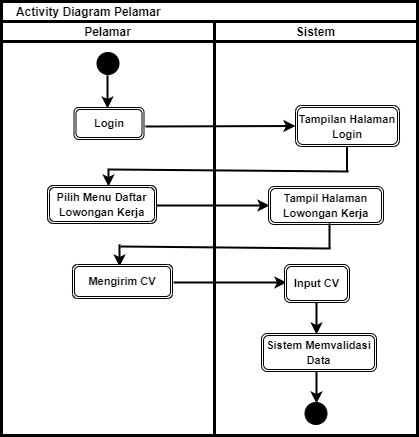 Activity Diagram Pelamar
Pelamar
Sistem
Login
Tampilan Halaman
Login
Pilih Menu Daftar
Lowongan Kerja
Tampil Halaman
Lowongan Kerja
Mengirim CV
Input CV
Sistem Memvalidasi
Data